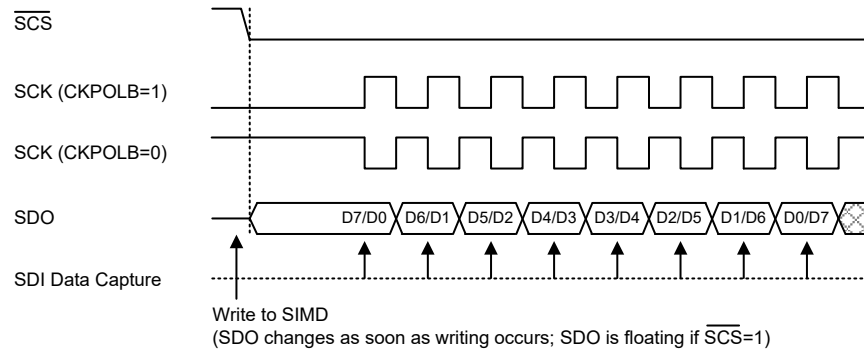 S̅C̅S̅
SCK (CKPOLB=1)
SCK (CKPOLB=0)
SDO
D7/D0 D6/D1 D5/D2 D4/D3 D3/D4 D2/D5 D1/D6 D0/D7
SDI Data Capture
Write to SIMD
(SDO changes as soon as writing occurs; SDO is floating if S̅C̅S̅=1)